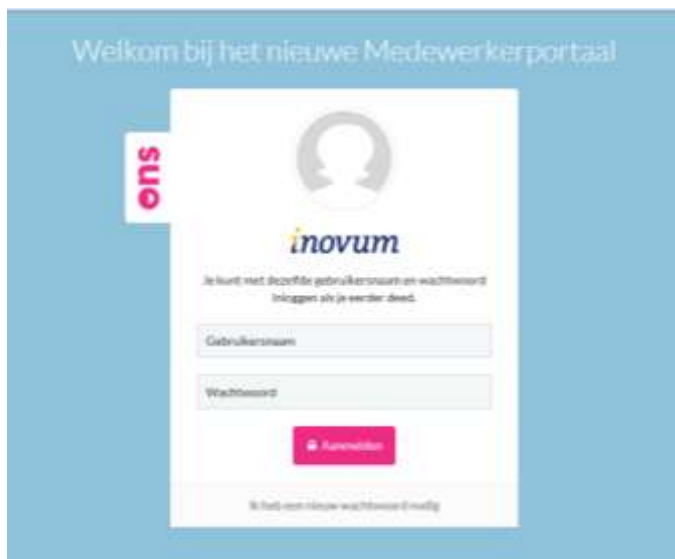 Welkom bij het nieuwe Medewerkerportaal
ons
inovum
Je kunt met dezelfde gebruikersnaam en wachtwoord
inloggen als je eerder deed.
Gebruikersnaam
Wachtwoord
Aanmelden
Ik heb een nieuw wachtwoord nodig